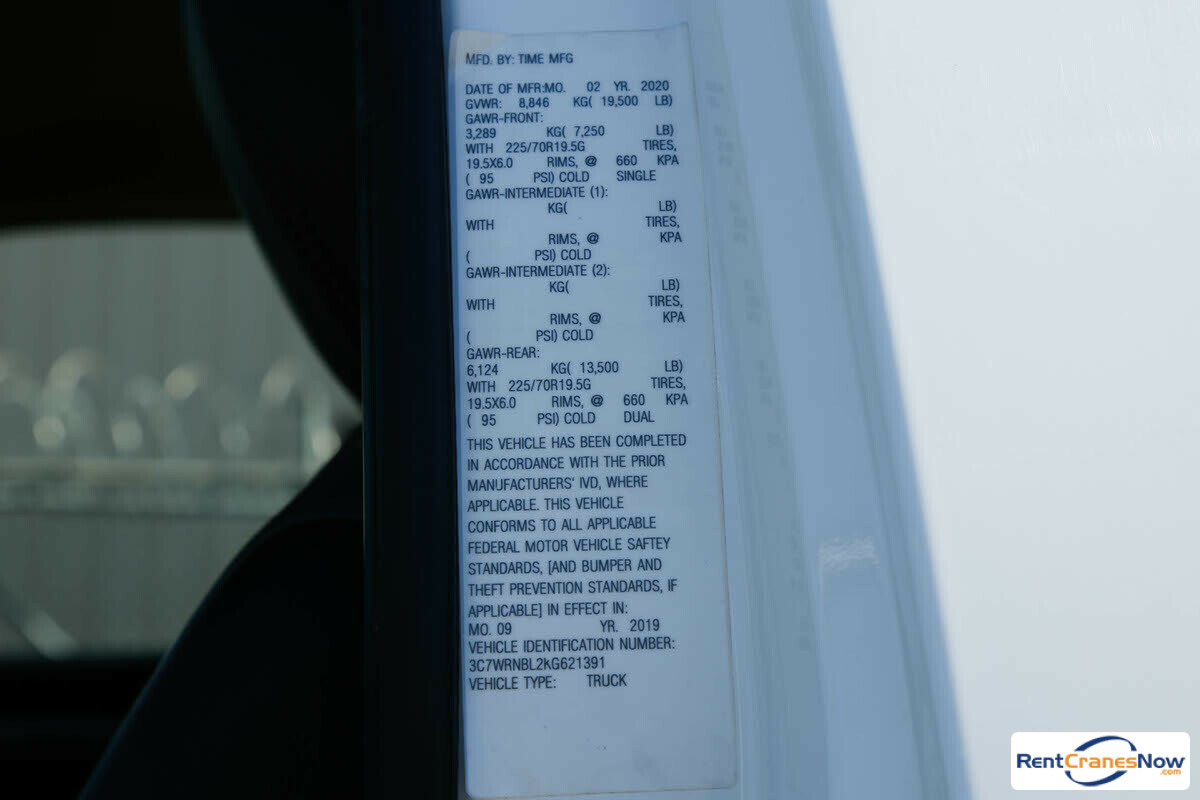 MFD. BY: TIME MFG
DATE OF MFR:MO. 02 YR. 2020
GVWR: 8,846 KG( 19,500 LB)
GAWR-FRONT:
3,289 KG( 7,250 LB)
WITH 225/70R19.5G TIRES,
19.5X6.0 RIMS, @ 660 KPA
( 95 PSI) COLD SINGLE
GAWR-INTERMEDIATE (1):
KG( LB)
WITH TIRES,
RIMS, @ KPA
( PSI) COLD
GAWR-INTERMEDIATE (2):
KG( LB)
WITH TIRES,
RIMS, @ KPA
( PSI) COLD
GAWR-REAR:
6,124 KG( 13,500 LB)
WITH 225/70R19.5G TIRES,
19.5X6.0 RIMS, @ 660 KPA
( 95 PSI) COLD DUAL
THIS VEHICLE HAS BEEN COMPLETED
IN ACCORDANCE WITH THE PRIOR
MANUFACTURERS' IVD, WHERE
APPLICABLE. THIS VEHICLE
CONFORMS TO ALL APPLICABLE
FEDERAL MOTOR VEHICLE SAFTEY
STANDARDS, [AND BUMPER AND
THEFT PREVENTION STANDARDS, IF
APPLICABLE] IN EFFECT IN:
MO. 09 YR. 2019
VEHICLE IDENTIFICATION NUMBER:
3C7WRNBL2kG621391
VEHICLE TYPE: TRUCK
RentCranesNow.com